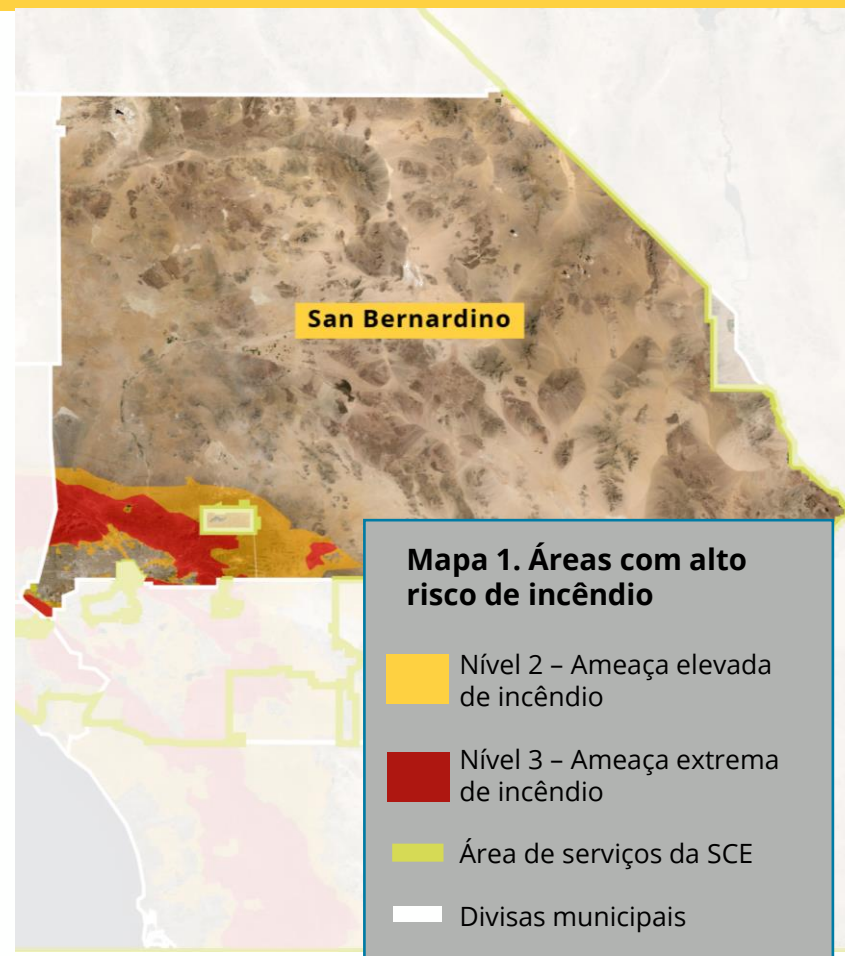 San Bernardino
Mapa 1. Áreas com alto
risco de incêndio
Nível 2 – Ameaça elevada
de incêndio
Nível 3 – Ameaça extrema
de incêndio
Área de serviços da SCE
Divisas municipais